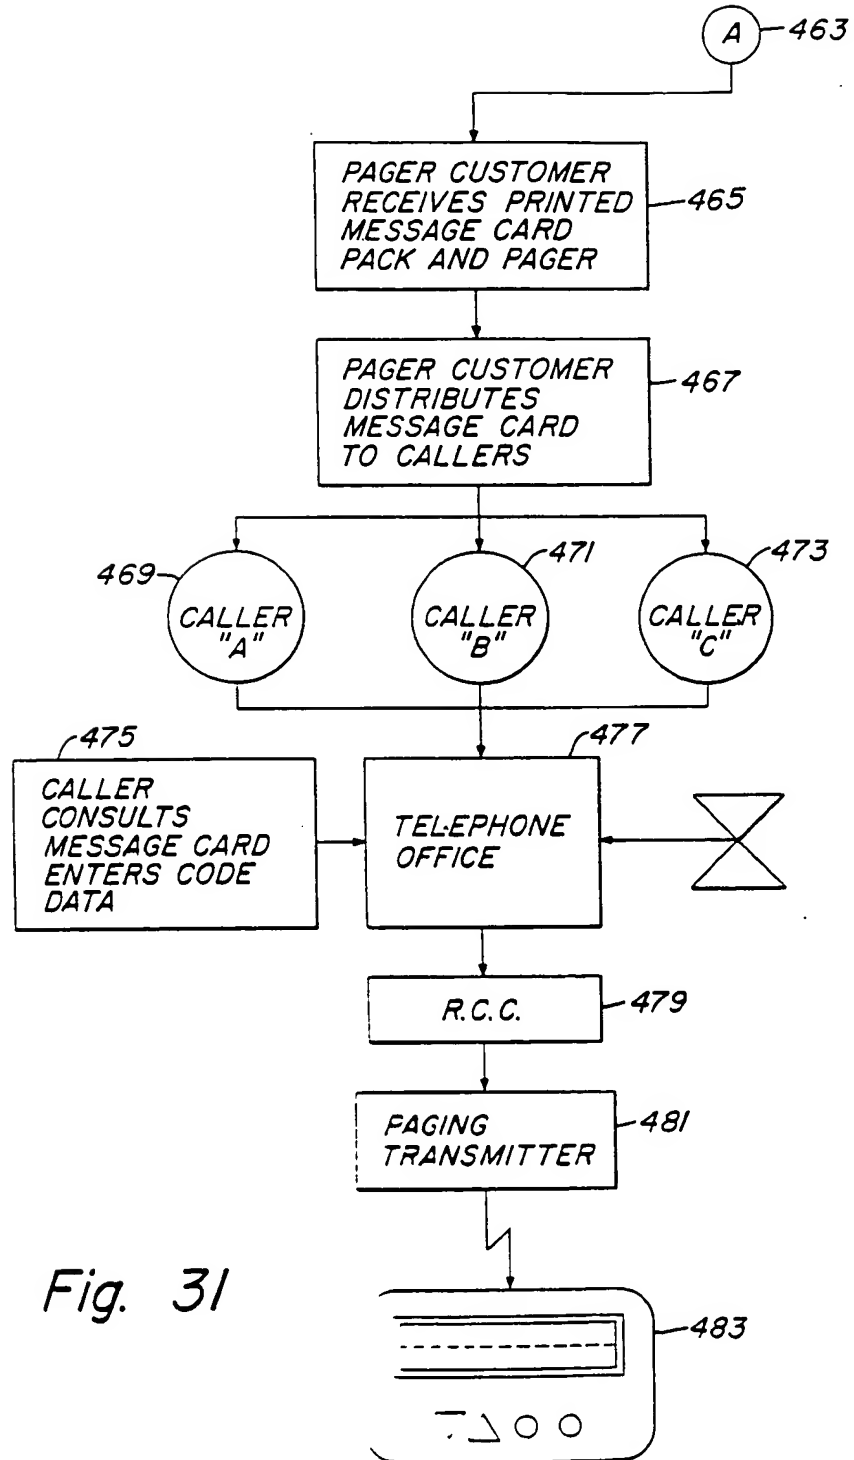 A 463
PAGER CUSTOMER
RECEIVES PRINTED
MESSAGE CARD
PACK AND PAGER
465
PAGER CUSTOMER
DISTRIBUTES
MESSAGE CARD
TO CALLERS
467
469
CALLER
"A"
471
CALLER
"B"
473
CALLER
"C"
475
CALLER
CONSULTS
MESSAGE CARD
ENTERS CODE
DATA
477
TELEPHONE
OFFICE
R.C.C.
479
PAGING
TRANSMITTER
481
Fig. 31
483